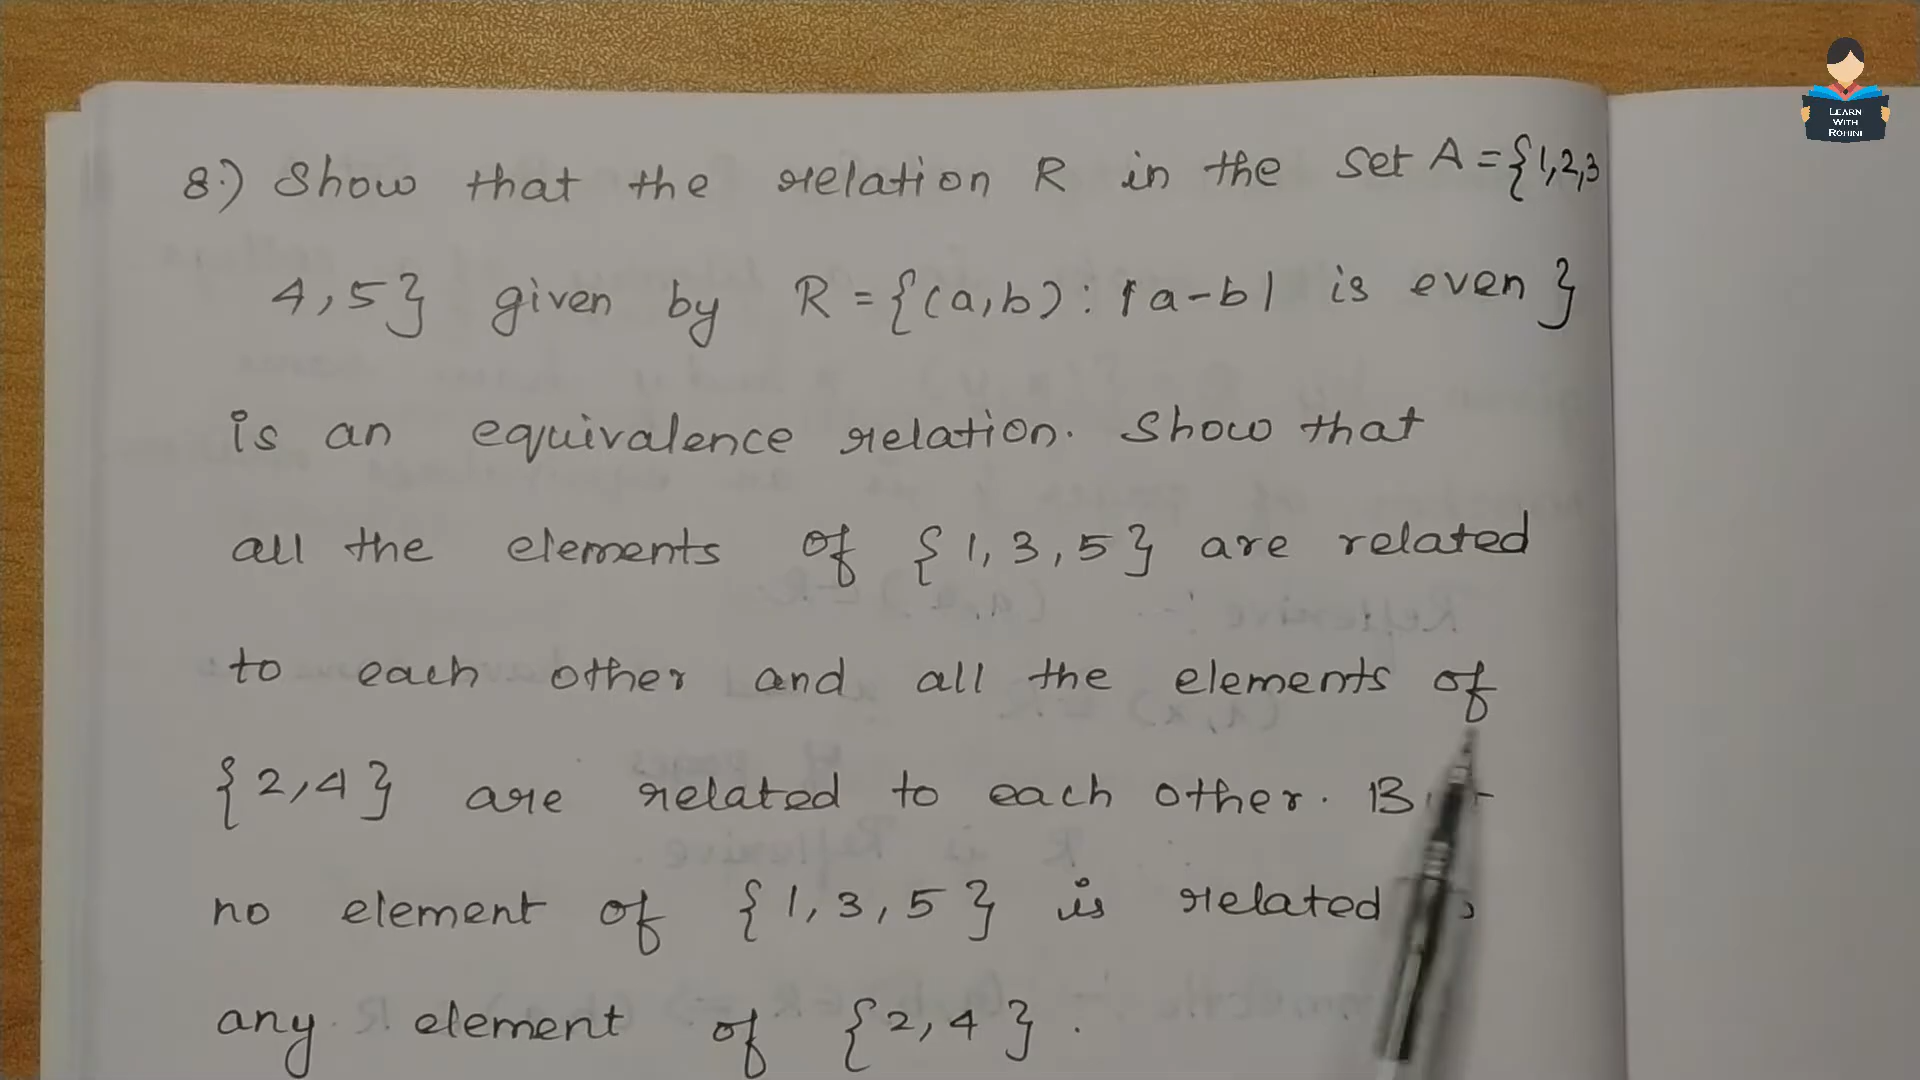 8.) Show that the relation R in the set A = {1,2,3
4,5} given by R = {(a,b) : |a-b| is even}
is an equivalence relation. Show that
all the elements of {1,3,5} are related
to each other and all the elements of
{2,4} are related to each other.
no element of {1,3,5} is related
any element of {2,4}.
LEARN
WITH
ROHINI